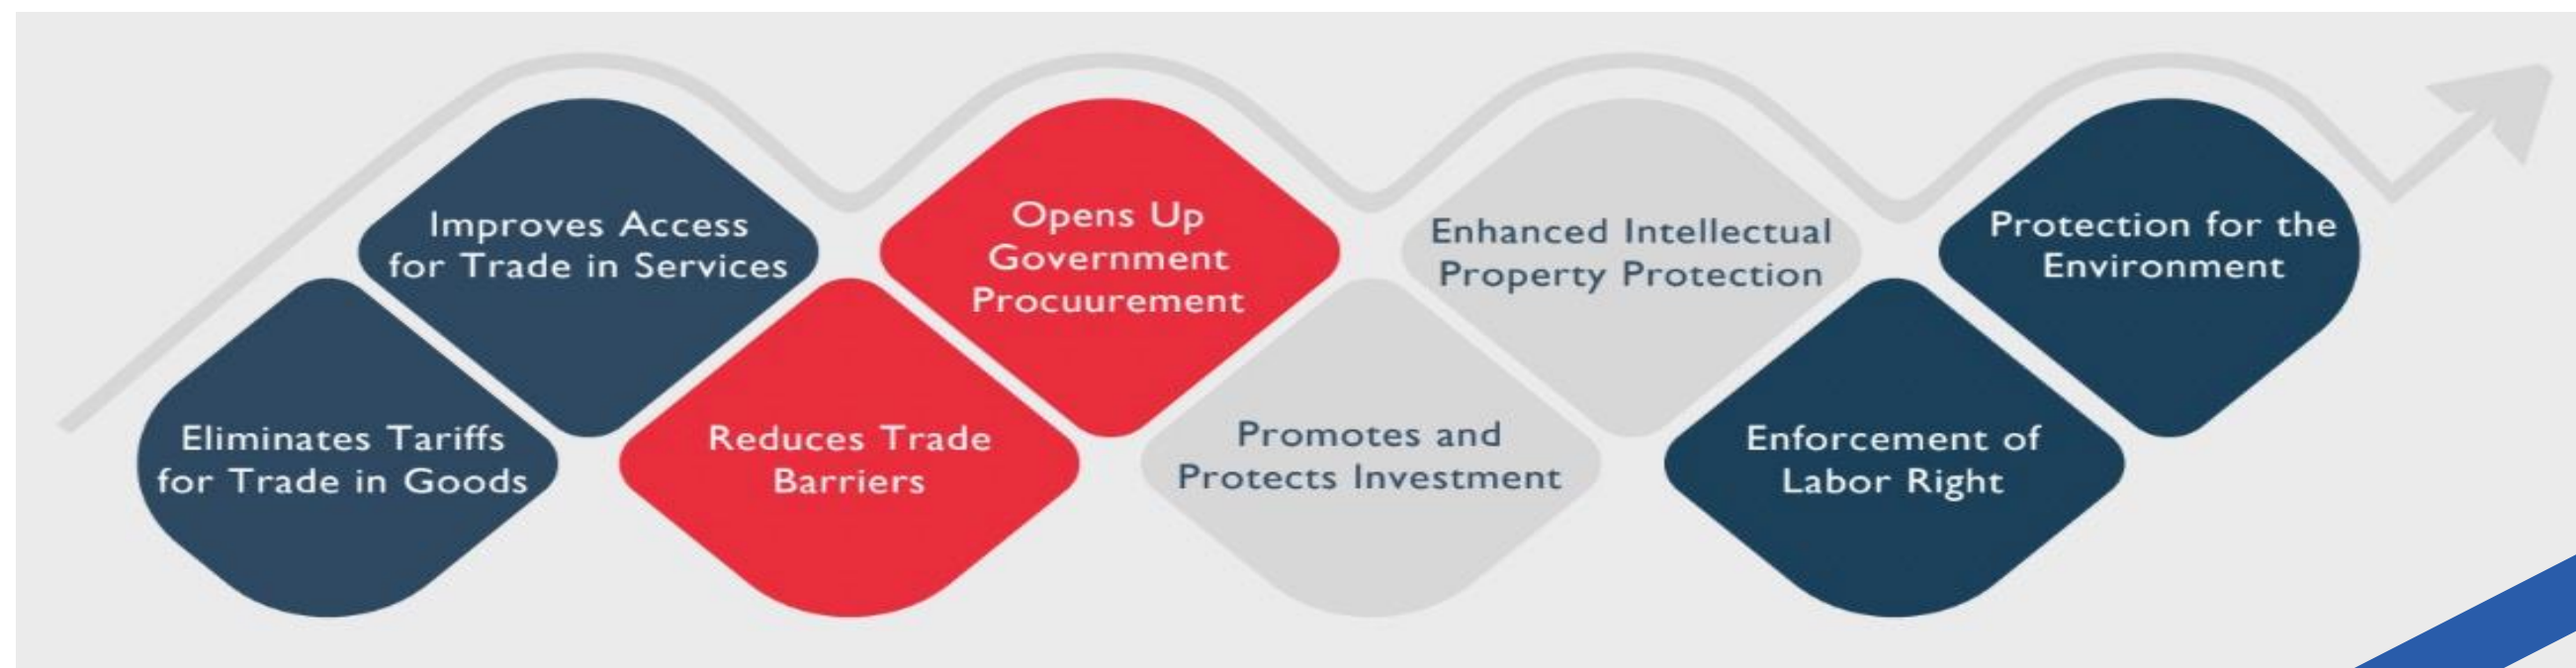 Eliminates Tariffs
for Trade in Goods
Improves Access
for Trade in Services
Reduces Trade
Barriers
Opens Up
Government
Procuurement
Promotes and
Protects Investment
Enhanced Intellectual
Property Protection
Enforcement of
Labor Right
Protection for the
Environment